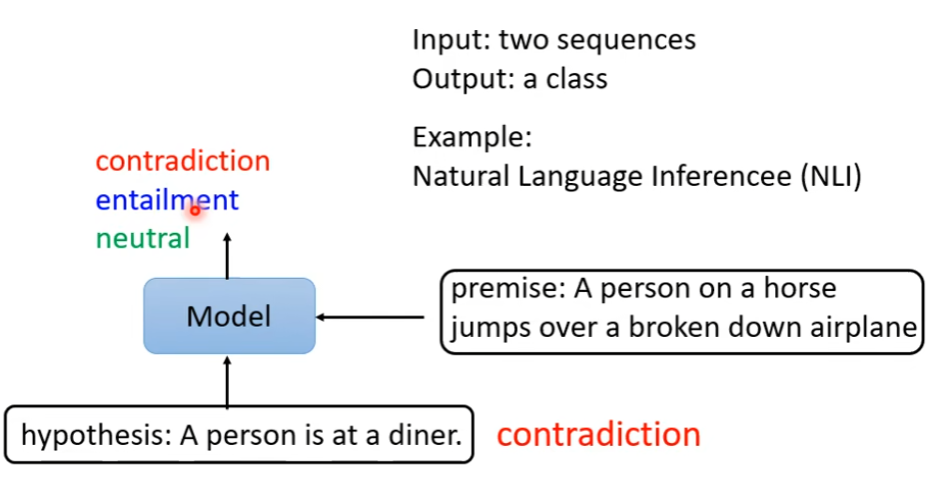 Input: two sequences
Output: a class
Example:
Natural Language Inferencee (NLI)
contradiction
entailment
neutral
Model
premise: A person on a horse
jumps over a broken down airplane
hypothesis: A person is at a diner.
contradiction